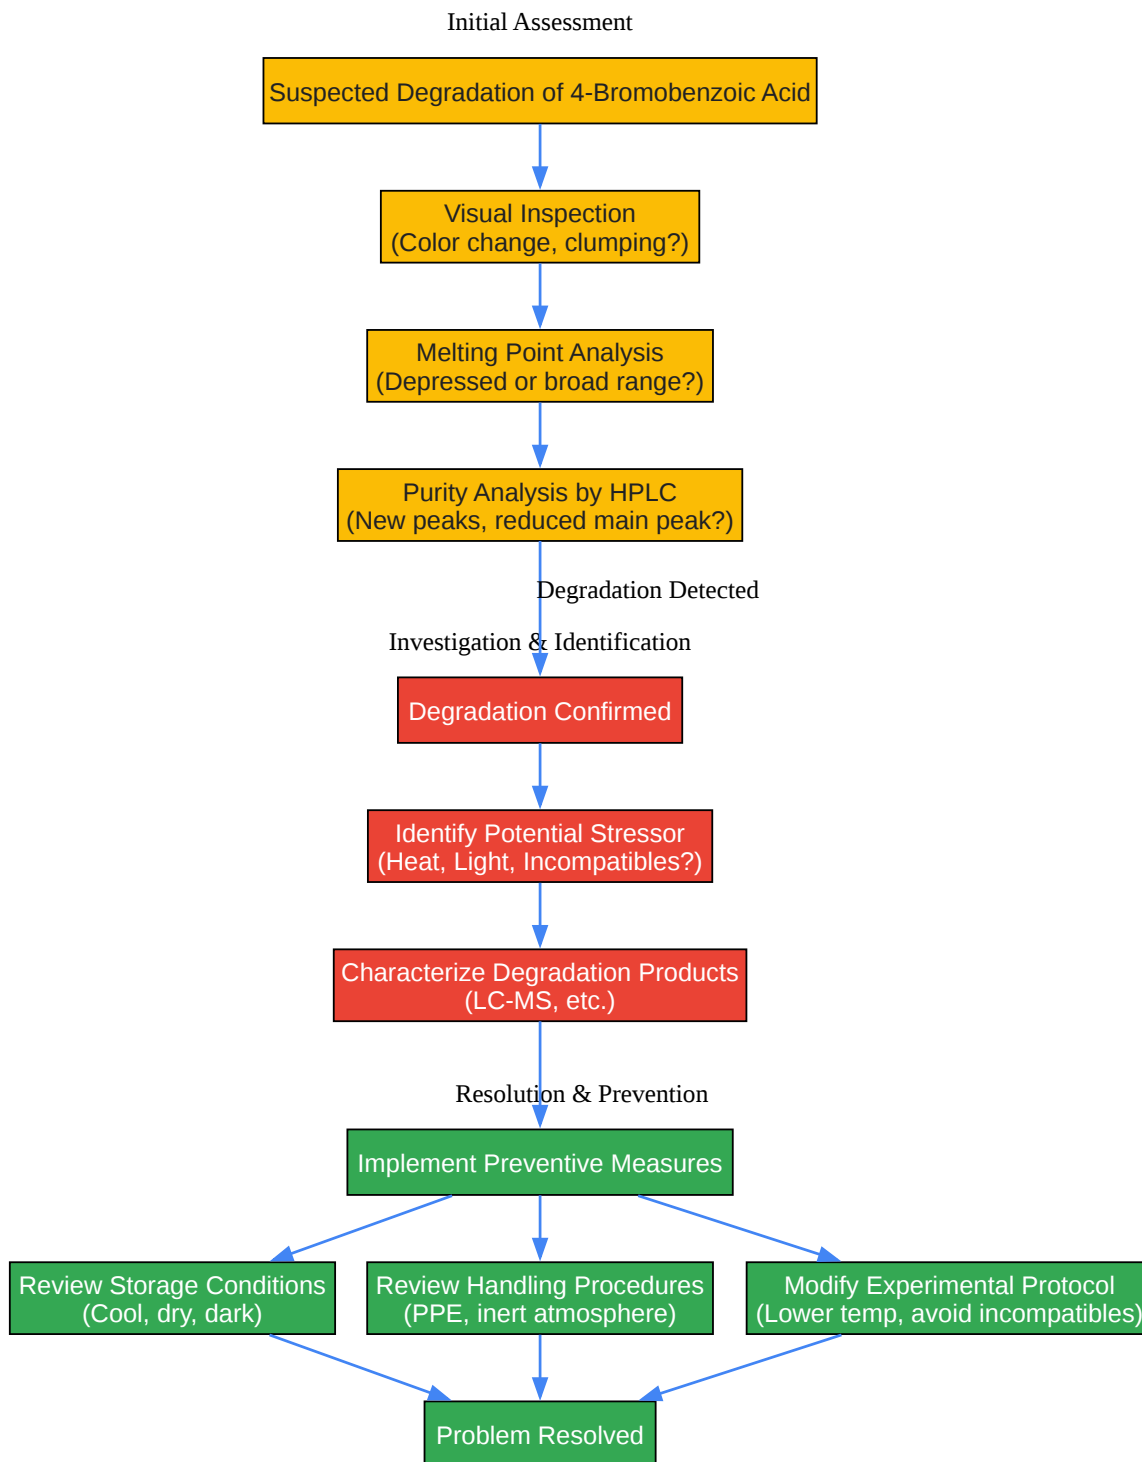 Initial Assessment
Suspected Degradation of 4-Bromobenzoic Acid
Visual Inspection
(Color change, clumping?)
Melting Point Analysis
(Depressed or broad range?)
Purity Analysis by HPLC
(New peaks, reduced main peak?)
Degradation Detected
Investigation & Identification
Degradation Confirmed
Identify Potential Stressor
(Heat, Light, Incompatibles?)
Characterize Degradation Products
(LC-MS, etc.)
Resolution & Prevention
Implement Preventive Measures
Review Storage Conditions
(Cool, dry, dark)
Review Handling Procedures
(PPE, inert atmosphere)
Modify Experimental Protocol
(Lower temp, avoid incompatibles)
Problem Resolved